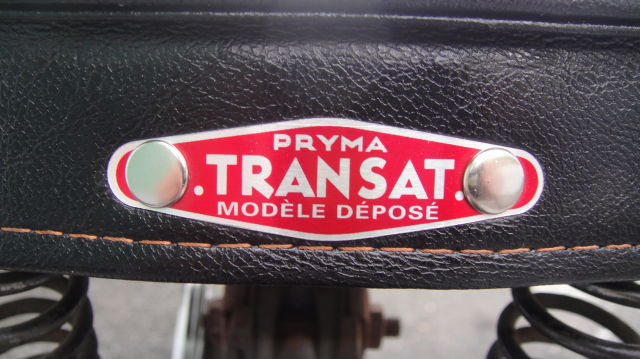 PRYMA
.TRANSAT.
MODÈLE DÉPOSÉ